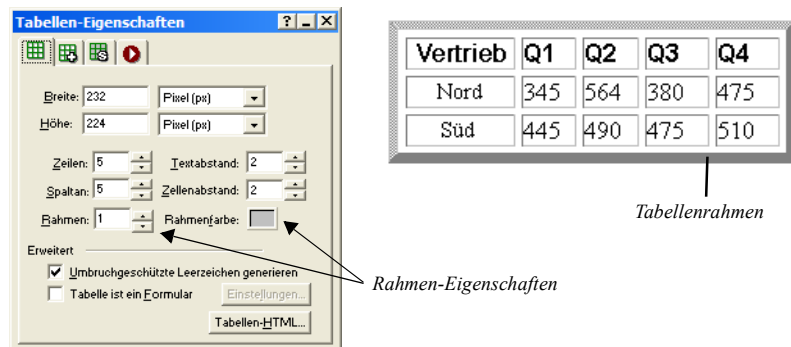 Tabellen-Eigenschaften
Breite: 232 Pixel (px)
Höhe: 224 Pixel (px)
Zeilen: 5 Textabstand: 2
Spaltan: 5 Zellenabstand: 2
Rahmen: 1 Rahmenfarbe:
Erweitert
Umbruchgeschützte Leerzeichen generieren
Tabelle ist ein Formular Einstellungen...
Tabellen-HTML...
Vertrieb Q1 Q2 Q3 Q4
Nord 345 564 380 475
Süd 445 490 475 510
Tabellenrahmen
Rahmen-Eigenschaften